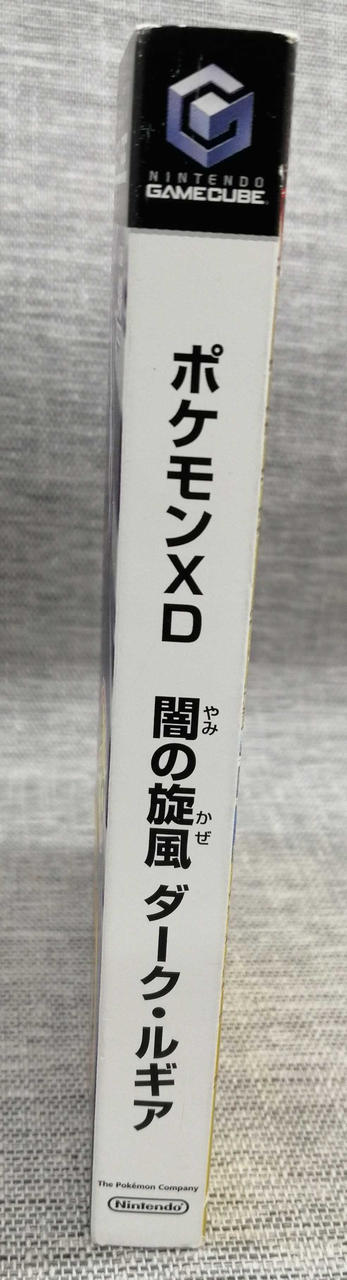 NINTENDO
GAMECUBE
ポケモンXD
闇の旋風 ダーク・ルギア
やみ
かぜ
The Pokémon Company
Nintendo